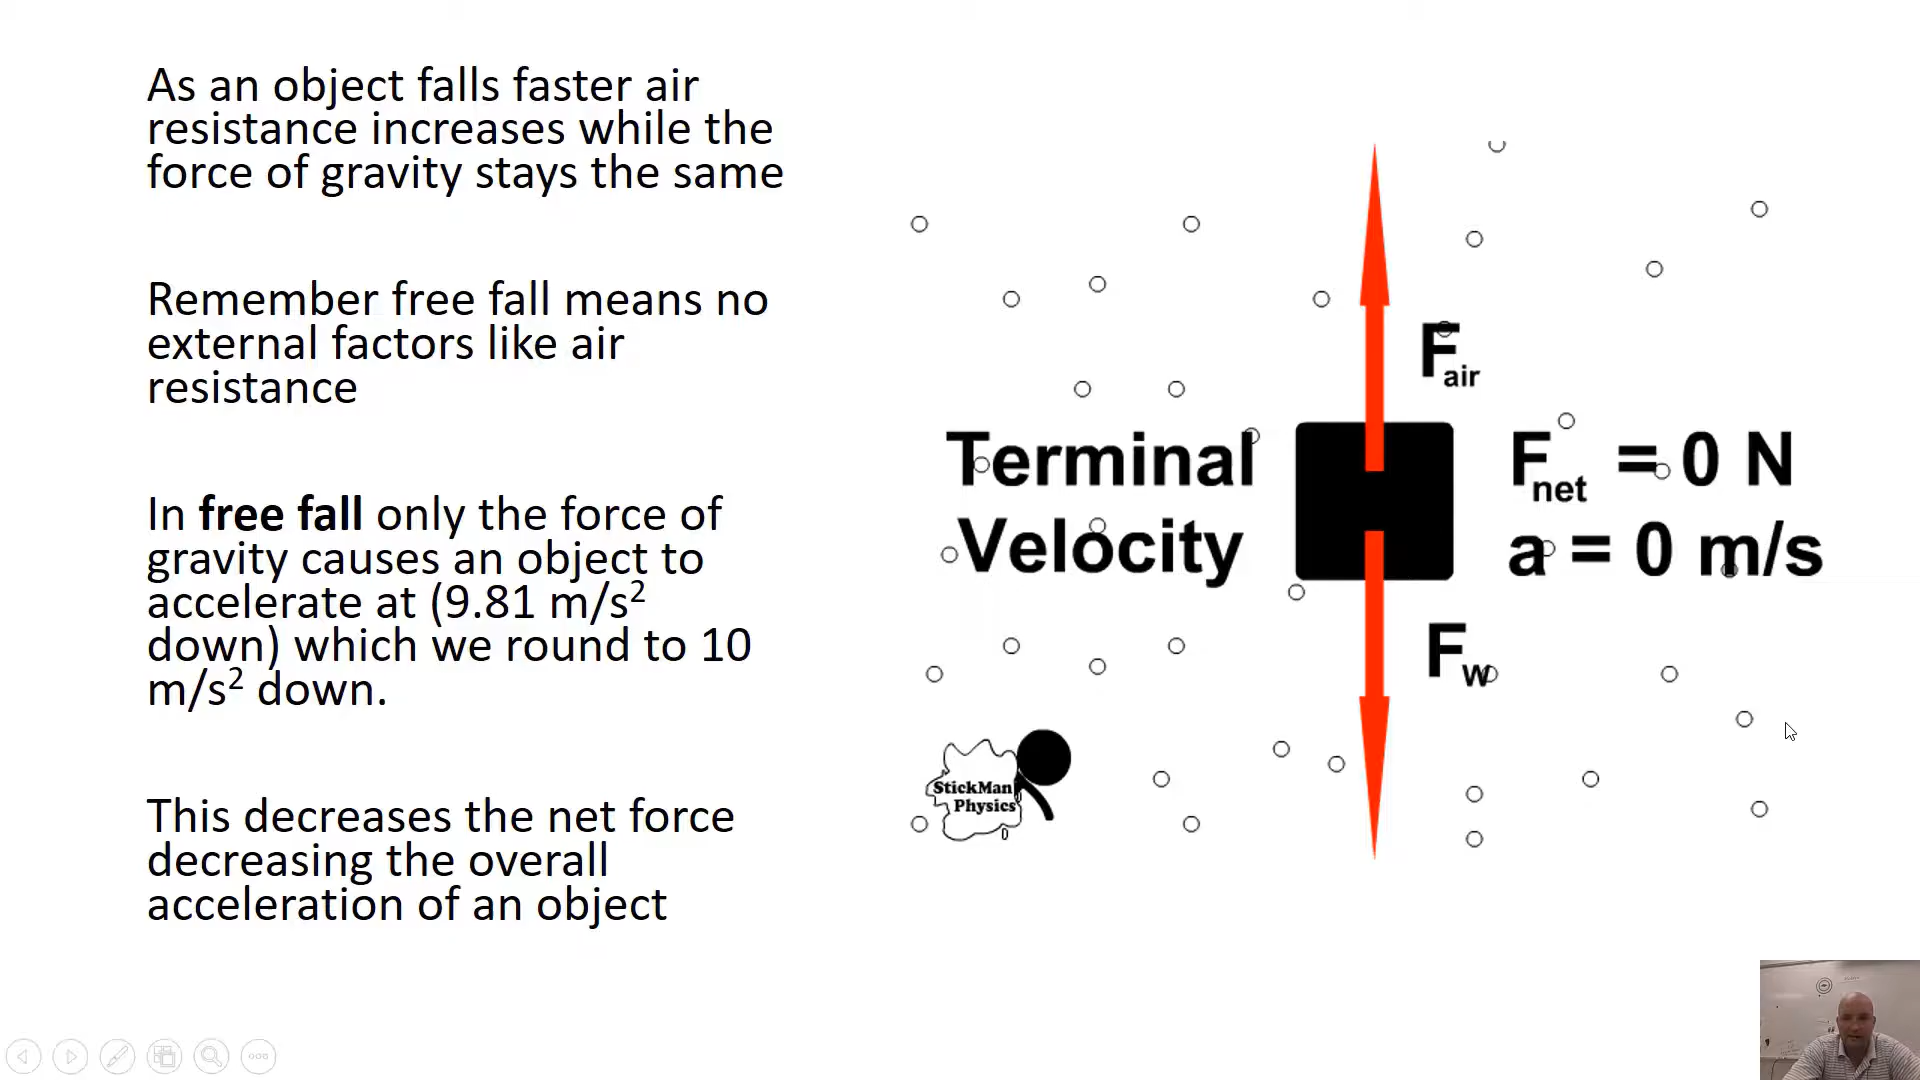 As an object falls faster air
resistance increases while the
force of gravity stays the same
Remember free fall means no
external factors like air
resistance
In free fall only the force of
gravity causes an object to
accelerate at (9.81 m/s²
down) which we round to 10
m/s² down.
This decreases the net force
decreasing the overall
acceleration of an object
F air
Terminal
Velocity
F net = 0 N
a = 0 m/s
F w
StickMan
Physics